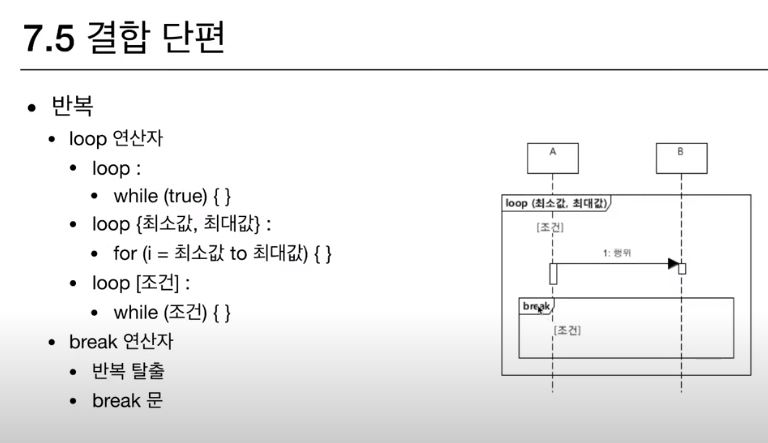 7.5 결합 단편
• 반복
• loop 연산자
• loop :
• while (true) { }
• loop {최소값, 최대값} :
• for (i = 최소값 to 최대값) { }
• loop [조건] :
• while (조건) { }
• break 연산자
• 반복 탈출
• break 문
A
B
loop (최소값, 최대값)
[조건]
1: 행위
break
[조건]